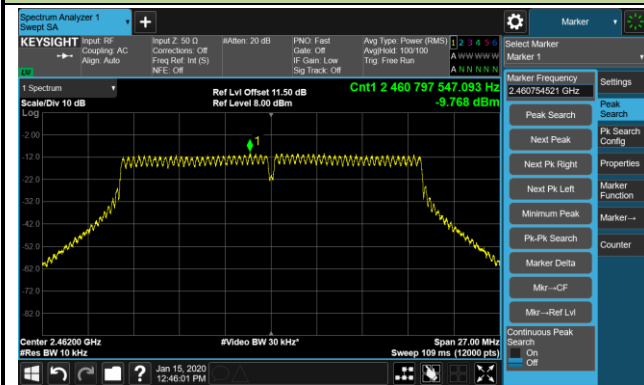 Spectrum Analyzer 1
Swept SA
Marker
KEYSIGHT
Input: RF
Coupling: AC
Align: Auto
Input Z: 50 Ω
Corrections: Off
Freq Ref: Int (S)
NFE: Off
#Atten: 20 dB
PNO: Fast
Gate: Off
IF Gain: Low
Sig Track: Off
Avg Type: Power (RMS)
Avg|Hold: 100/100
Trig: Free Run
1 2 3 4 5 6
A W W W W W
A N N N N N
LXI
Select Marker
Marker 1
Marker Frequency
2.460754521 GHz
Settings
Peak Search
Peak
Search
Next Peak
Pk Search
Config
Next Pk Right
Properties
Next Pk Left
Marker
Function
Minimum Peak
Marker→
Pk-Pk Search
Counter
Marker Delta
Mkr→CF
Mkr→Ref Lvl
Continuous Peak
Search
On
Off
1 Spectrum
Scale/Div 10 dB
Ref Lvl Offset 11.50 dB
Ref Level 8.00 dBm
Cnt1 2 460 797 547.093 Hz
-9.768 dBm
Log
1
-2.00
-12.0
-22.0
-32.0
-42.0
-52.0
-62.0
-72.0
-82.0
Center 2.46200 GHz
#Res BW 10 kHz
#Video BW 30 kHz*
Span 27.00 MHz
Sweep 109 ms (12000 pts)
?
Jan 15, 2020
12:46:01 PM